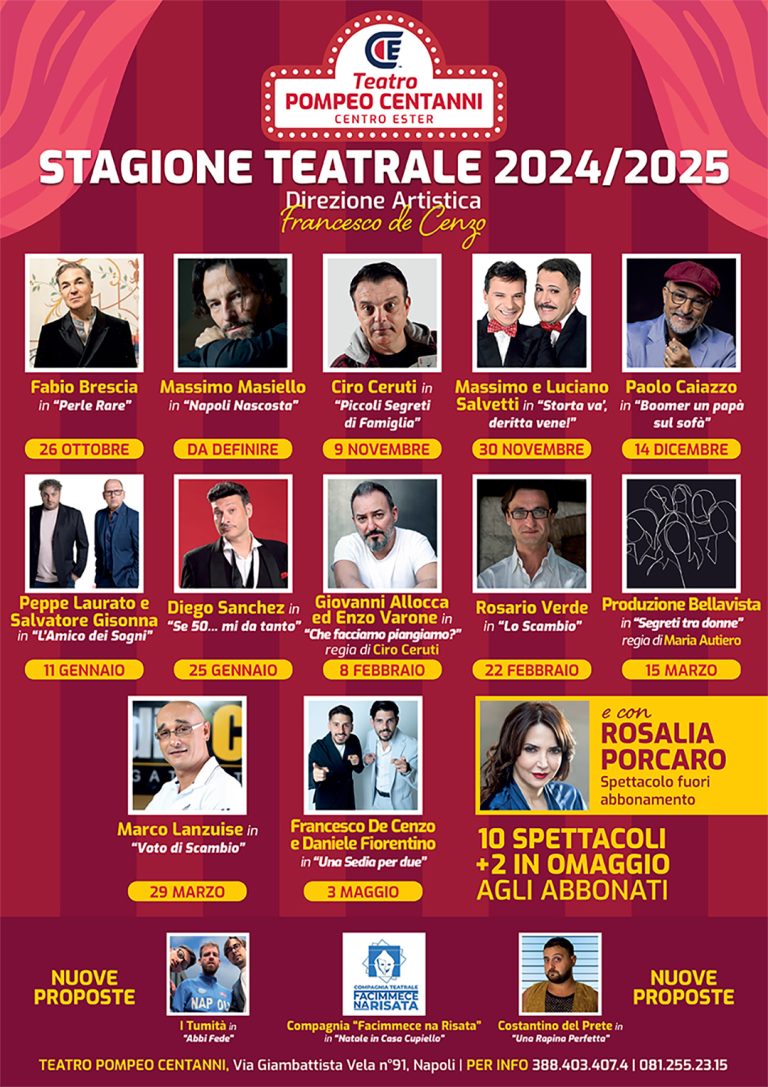 CE
Teatro
POMPEO CENTANNI
CENTRO ESTER
STAGIONE TEATRALE 2024/2025
Direzione Artistica
Francesco de Cenzo
Fabio Brescia
in "Perle Rare"
26 OTTOBRE
Massimo Masiello
in "Napoli Nascosta"
DA DEFINIRE
Ciro Ceruti in
"Piccoli Segreti
di Famiglia"
9 NOVEMBRE
Massimo e Luciano
Salvetti in "Storta va',
deritta vene!"
30 NOVEMBRE
Paolo Caiazzo
in "Boomer un papà
sul sofà"
14 DICEMBRE
Peppe Laurato e
Salvatore Gisonna
in "L'Amico dei Sogni"
11 GENNAIO
Diego Sanchez in
"Se 50... mi da tanto"
25 GENNAIO
Giovanni Allocca
ed Enzo Varone in
"Che facciamo piangiamo?"
regia di Ciro Ceruti
8 FEBBRAIO
Rosario Verde
in "Lo Scambio"
22 FEBBRAIO
Produzione Bellavista
in "Segreti tra donne"
regia di Maria Autiero
15 MARZO
Marco Lanzuise in
"Voto di Scambio"
29 MARZO
Francesco De Cenzo
e Daniele Fiorentino
in "Una Sedia per due"
3 MAGGIO
e con
ROSALIA
PORCARO
Spettacolo fuori
abbonamento
10 SPETTACOLI
+2 IN OMAGGIO
AGLI ABBONATI
NUOVE
PROPOSTE
NAP
I Tumità in
"Abbi Fede"
COMPAGNIA TEATRALE
FACIMMECE
NA RISATA
Compagnia "Facimmece na Risata"
in "Natale in Casa Cupiello"
Costantino del Prete in
"Una Rapina Perfetta"
NUOVE
PROPOSTE
TEATRO POMPEO CENTANNI, Via Giambattista Vela n°91, Napoli | PER INFO 388.403.407.4 | 081.255.23.15